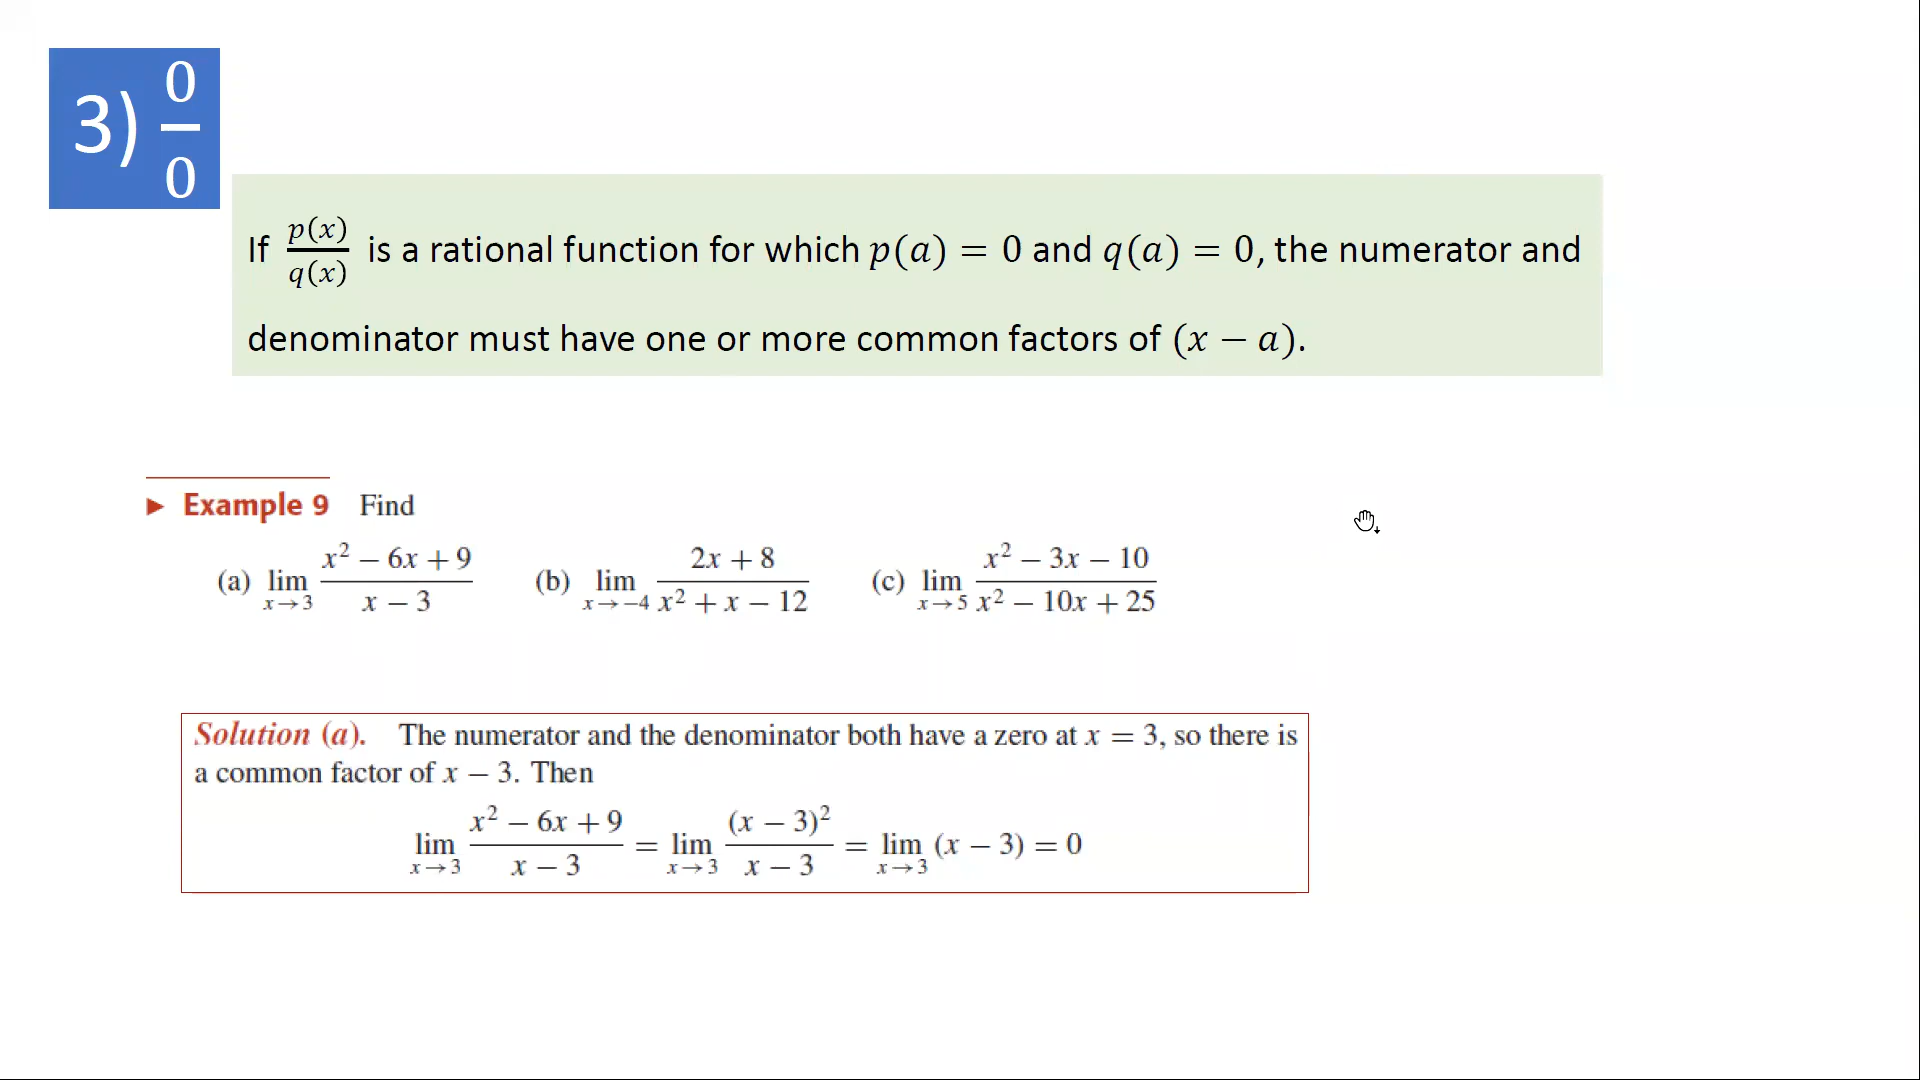 3) 0/0
If p(x)/q(x) is a rational function for which p(a) = 0 and q(a) = 0, the numerator and
denominator must have one or more common factors of (x − a).
► Example 9 Find
(a) lim x→3 (x² − 6x + 9)/(x − 3) (b) lim x→−4 (2x + 8)/(x² + x − 12) (c) lim x→5 (x² − 3x − 10)/(x² − 10x + 25)
Solution (a). The numerator and the denominator both have a zero at x = 3, so there is
a common factor of x − 3. Then
lim x→3 (x² − 6x + 9)/(x − 3) = lim x→3 (x − 3)²/(x − 3) = lim x→3 (x − 3) = 0